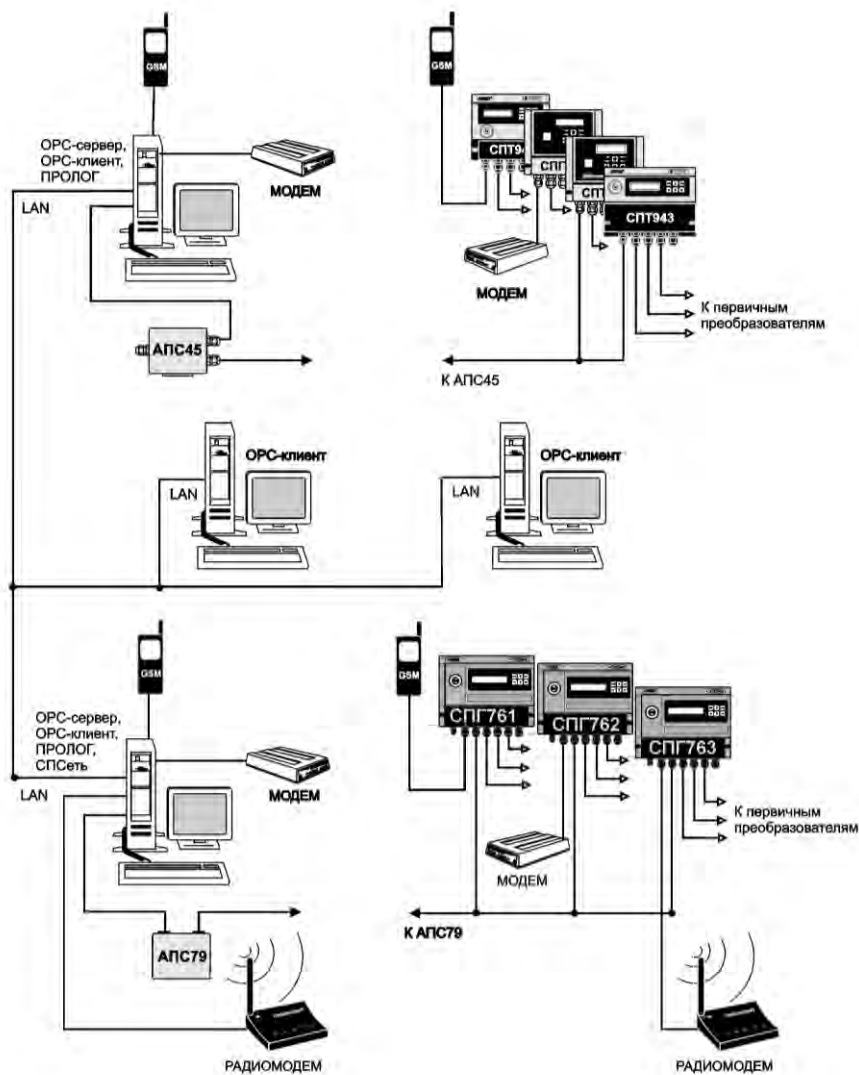 GSM
GSM
ОРС-сервер,
ОРС-клиент,
ПРОЛОГ
LAN
МОДЕМ
СПТ94
СПТ943
МОДЕМ
К первичным
преобразователям
АПС45
К АПС45
ОРС-клиент
LAN
ОРС-клиент
LAN
GSM
GSM
ОРС-сервер,
ОРС-клиент,
ПРОЛОГ,
СПСеть
LAN
МОДЕМ
СПГ761
СПГ762
СПГ763
К первичным
преобразователям
МОДЕМ
К АПС79
АПС79
РАДИОМОДЕМ
РАДИОМОДЕМ